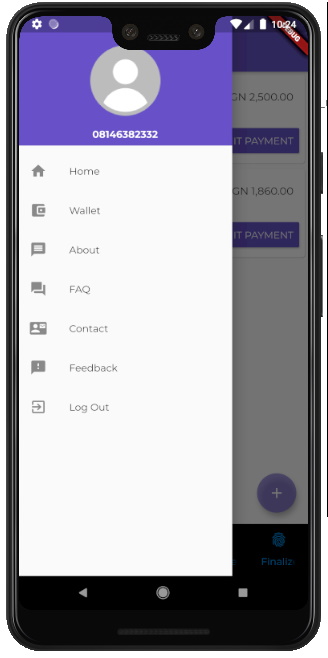 10:24
DEBUG
08146382332
GN 2,500.00
IT PAYMENT
GN 1,860.00
IT PAYMENT
Home
Wallet
About
FAQ
Contact
Feedback
Log Out
+
Finaliz